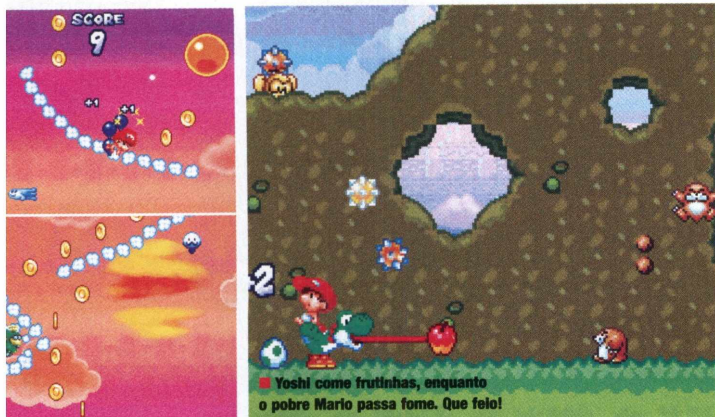 SCORE
9
+1 +1
+2
Yoshi come frutinhas, enquanto
o pobre Mario passa fome. Que feio!